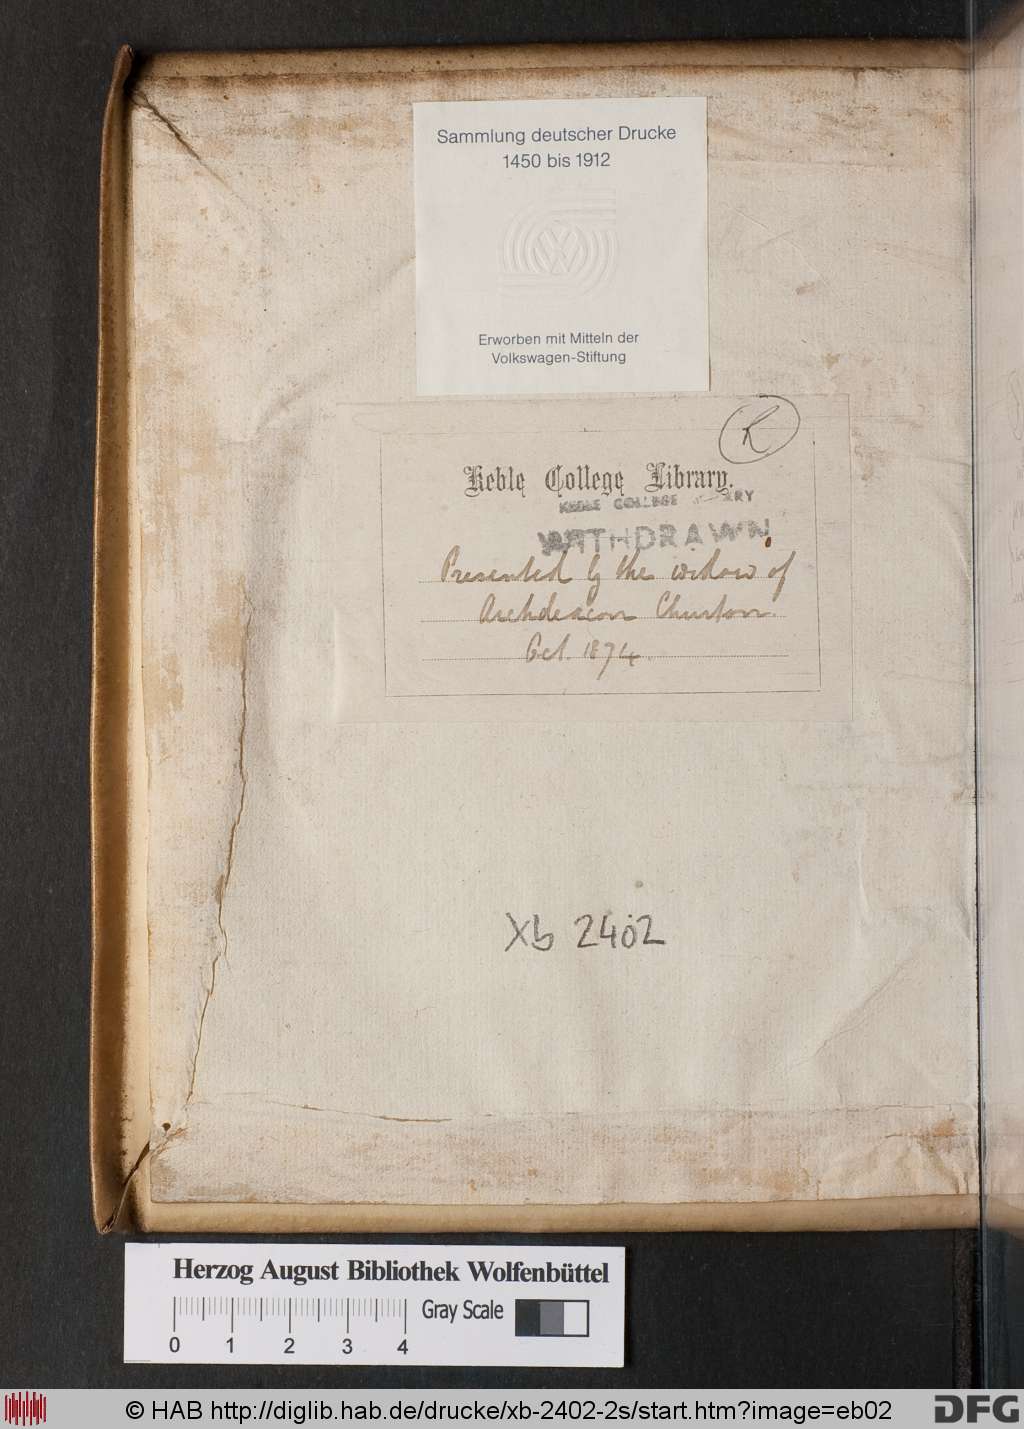 Sammlung deutscher Drucke
1450 bis 1912
Erworben mit Mitteln der
Volkswagen-Stiftung
R
Keble College Library.
KEBLE COLLEGE
WITHDRAWN
Presented by the widow of
Archdeacon Churton.
Oct. 1874.
Xb 2402
Herzog August Bibliothek Wolfenbüttel
Gray Scale
0 1 2 3 4
© HAB http://diglib.hab.de/drucke/xb-2402-2s/start.htm?image=eb02
DFG